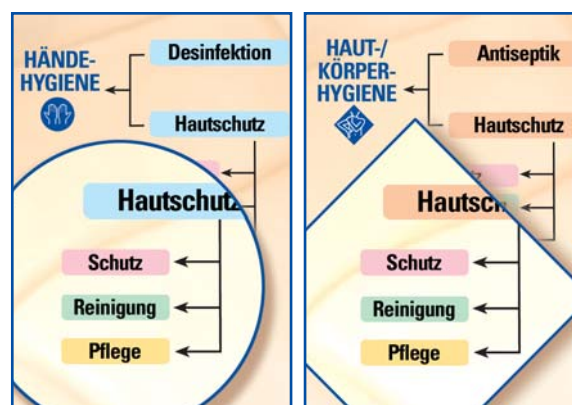 HÄNDE-
HYGIENE
Desinfektion
Hautschutz
Hautschutz
Schutz
Reinigung
Pflege
HAUT-/
KÖRPER-
HYGIENE
Antiseptik
Hautschutz
Schutz
Reinigung
Pflege